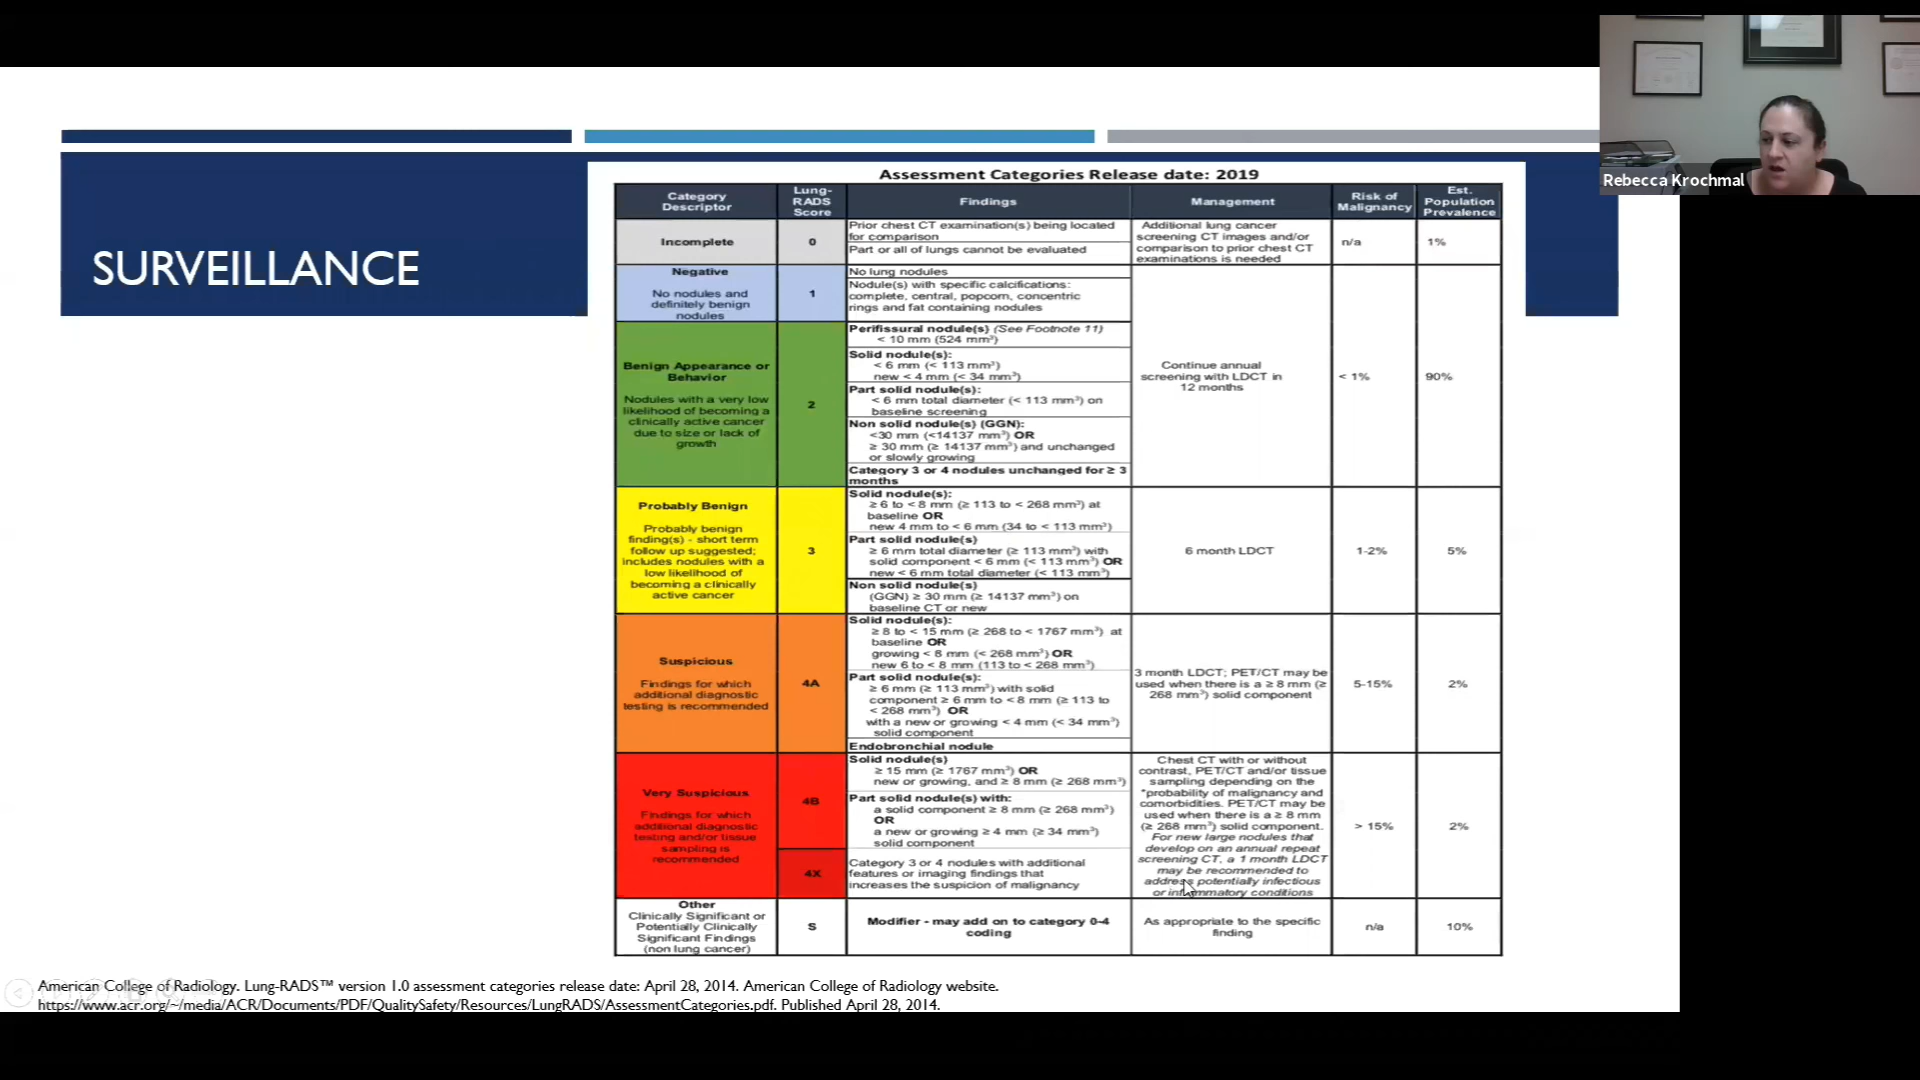 Rebecca Krochmal
SURVEILLANCE
Assessment Categories Release date: 2019
Category
Descriptor
Lung-
RADS
Score
Findings
Management
Risk of
Malignancy
Est.
Population
Prevalence
Incomplete
0
Prior chest CT examination(s) being located
for comparison
Part or all of lungs cannot be evaluated
Additional lung cancer
screening CT images and/or
comparison to prior chest CT
examinations is needed
n/a
1%
Negative
No nodules and
definitely benign
nodules
1
No lung nodules
Nodule(s) with specific calcifications:
complete, central, popcorn, concentric
rings and fat containing nodules
Benign Appearance or
Behavior
Nodules with a very low
likelihood of becoming a
clinically active cancer
due to size or lack of
growth
2
Perifissural nodule(s) (See Footnote 11)
< 10 mm (524 mm³)
Solid nodule(s):
< 6 mm (< 113 mm³)
new < 4 mm (< 34 mm³)
Part solid nodule(s):
< 6 mm total diameter (< 113 mm³) on
baseline screening
Non solid nodule(s) (GGN):
<30 mm (<14137 mm³) OR
≥ 30 mm (≥ 14137 mm³) and unchanged
or slowly growing
Category 3 or 4 nodules unchanged for ≥ 3
months
Continue annual
screening with LDCT in
12 months
< 1%
90%
Probably Benign
Probably benign
finding(s) - short term
follow up suggested;
includes nodules with a
low likelihood of
becoming a clinically
active cancer
3
Solid nodule(s):
≥ 6 to < 8 mm (≥ 113 to < 268 mm³) at
baseline OR
new 4 mm to < 6 mm (34 to < 113 mm³)
Part solid nodule(s)
≥ 6 mm total diameter (≥ 113 mm³) with
solid component < 6 mm (< 113 mm³) OR
new < 6 mm total diameter (< 113 mm³)
Non solid nodule(s)
(GGN) ≥ 30 mm (≥ 14137 mm³) on
baseline CT or new
6 month LDCT
1-2%
5%
Suspicious
Findings for which
additional diagnostic
testing is recommended
4A
Solid nodule(s):
≥ 8 to < 15 mm (≥ 268 to < 1767 mm³) at
baseline OR
growing < 8 mm (< 268 mm³) OR
new 6 to < 8 mm (113 to < 268 mm³)
Part solid nodule(s):
≥ 6 mm (≥ 113 mm³) with solid
component ≥ 6 mm to < 8 mm (≥ 113 to
< 268 mm³) OR
with a new or growing < 4 mm (< 34 mm³)
solid component
Endobronchial nodule
3 month LDCT; PET/CT may be
used when there is a ≥ 8 mm (≥
268 mm³) solid component
5-15%
2%
Very Suspicious
Findings for which
additional diagnostic
testing and/or tissue
sampling is
recommended
4B
Solid nodule(s)
≥ 15 mm (≥ 1767 mm³) OR
new or growing, and ≥ 8 mm (≥ 268 mm³)
Part solid nodule(s) with:
a solid component ≥ 8 mm (≥ 268 mm³)
OR
a new or growing ≥ 4 mm (≥ 34 mm³)
solid component
4X
Category 3 or 4 nodules with additional
features or imaging findings that
increases the suspicion of malignancy
Chest CT with or without
contrast, PET/CT and/or tissue
sampling depending on the
*probability of malignancy and
comorbidities. PET/CT may be
used when there is a ≥ 8 mm
(≥ 268 mm³) solid component.
For new large nodules that
develop on an annual repeat
screening CT, a 1 month LDCT
may be recommended to
address potentially infectious
or inflammatory conditions
> 15%
2%
Other
Clinically Significant or
Potentially Clinically
Significant Findings
(non lung cancer)
S
Modifier - may add on to category 0-4
coding
As appropriate to the specific
finding
n/a
10%
American College of Radiology. Lung-RADS™ version 1.0 assessment categories release date: April 28, 2014. American College of Radiology website.
https://www.acr.org/~/media/ACR/Documents/PDF/QualitySafety/Resources/LungRADS/AssessmentCategories.pdf. Published April 28, 2014.